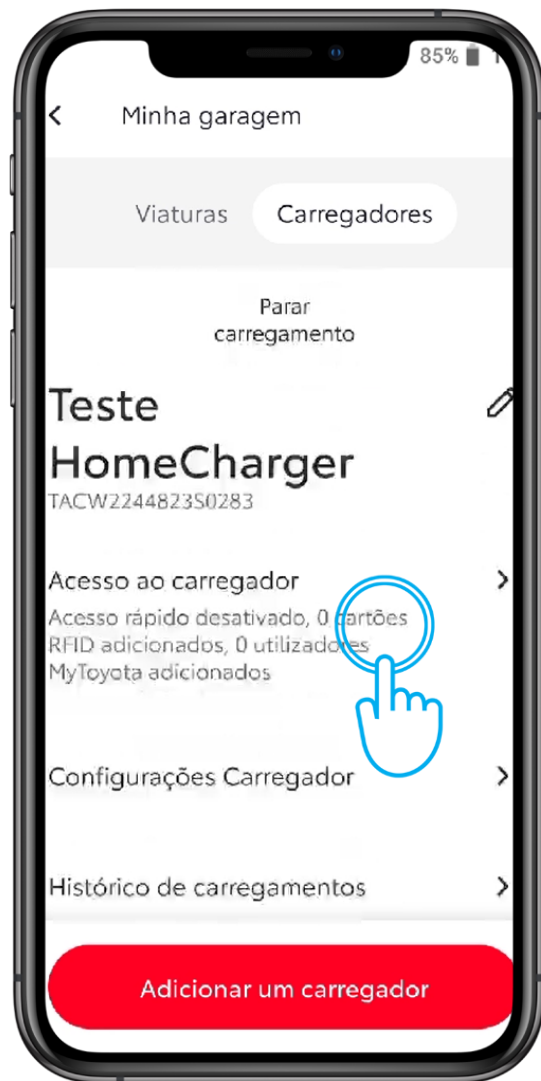 85%
Minha garagem
Viaturas
Carregadores
Parar
carregamento
Teste
HomeCharger
TACW2244823S0283
Acesso ao carregador
Acesso rápido desativado, 0 cartões
RFID adicionados, 0 utilizadores
MyToyota adicionados
Configurações Carregador
Histórico de carregamentos
Adicionar um carregador